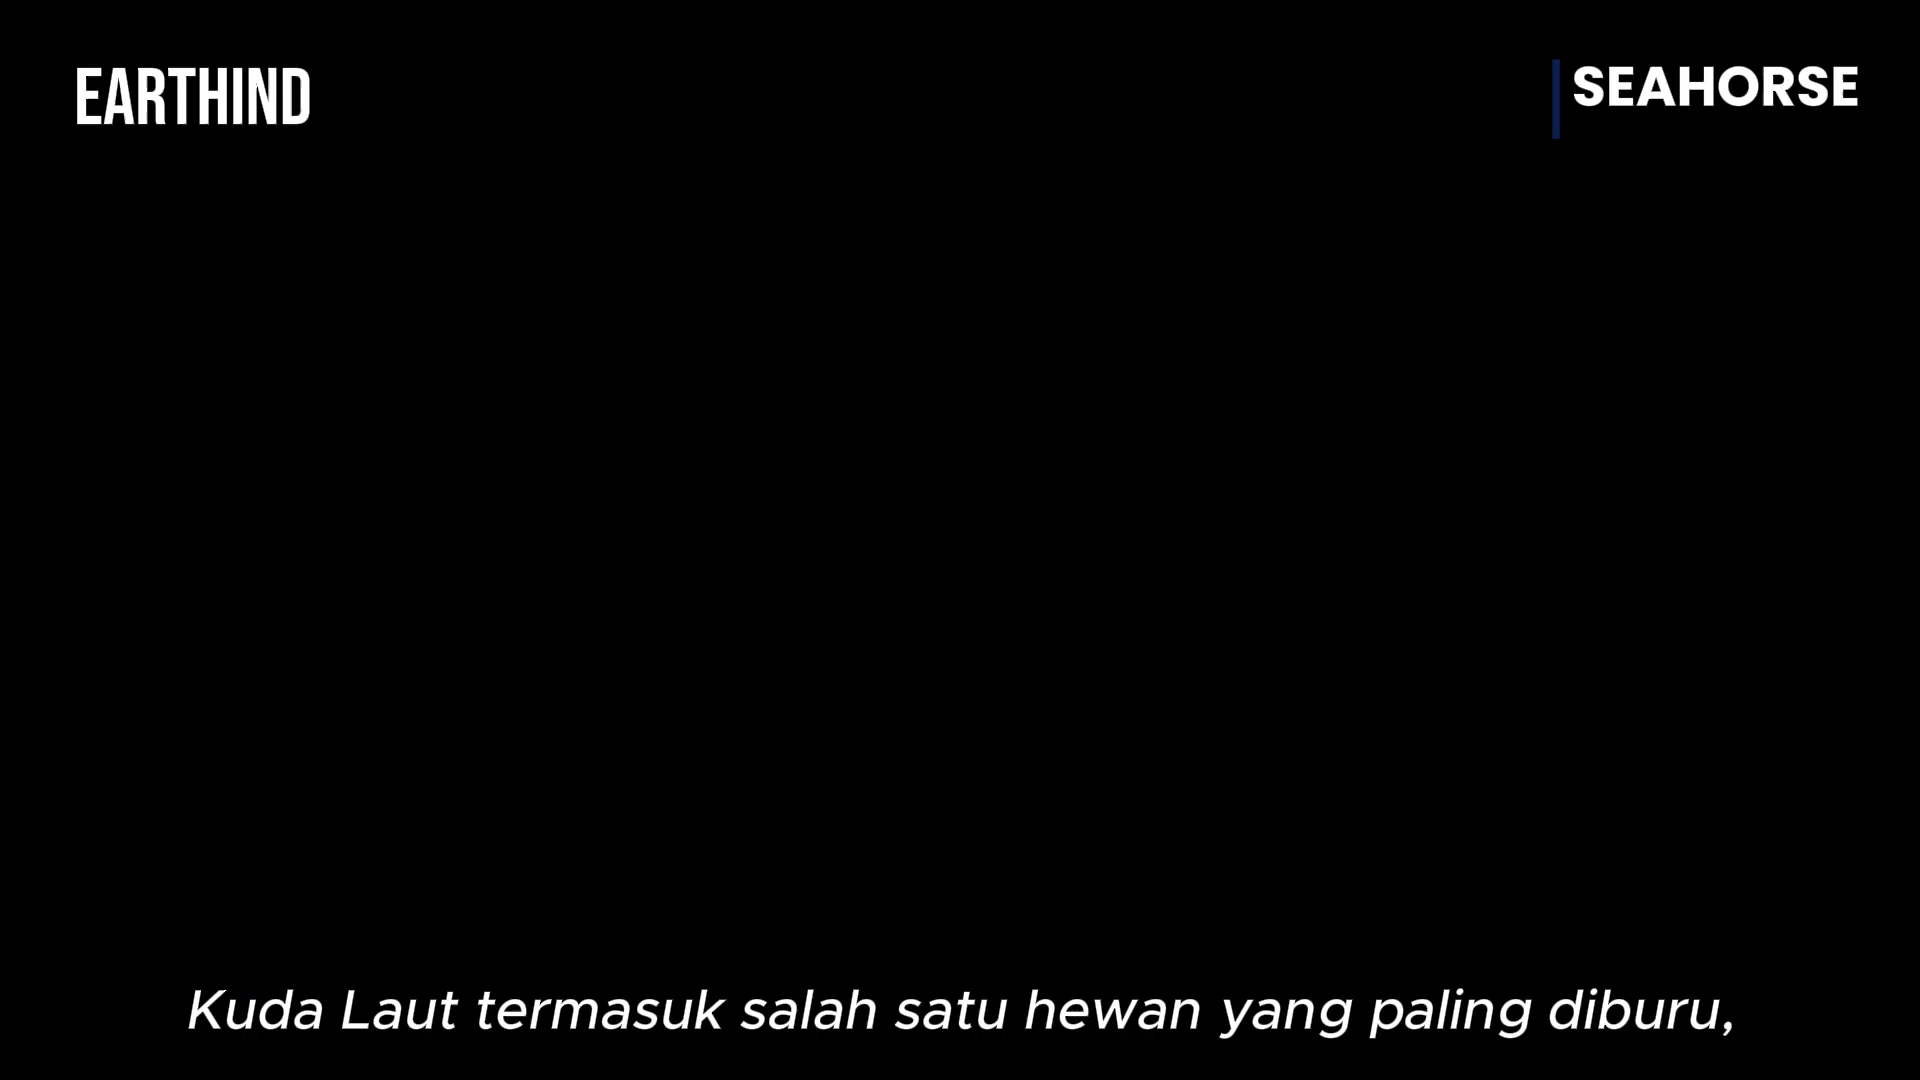 EARTHIND
SEAHORSE
Kuda Laut termasuk salah satu hewan yang paling diburu,